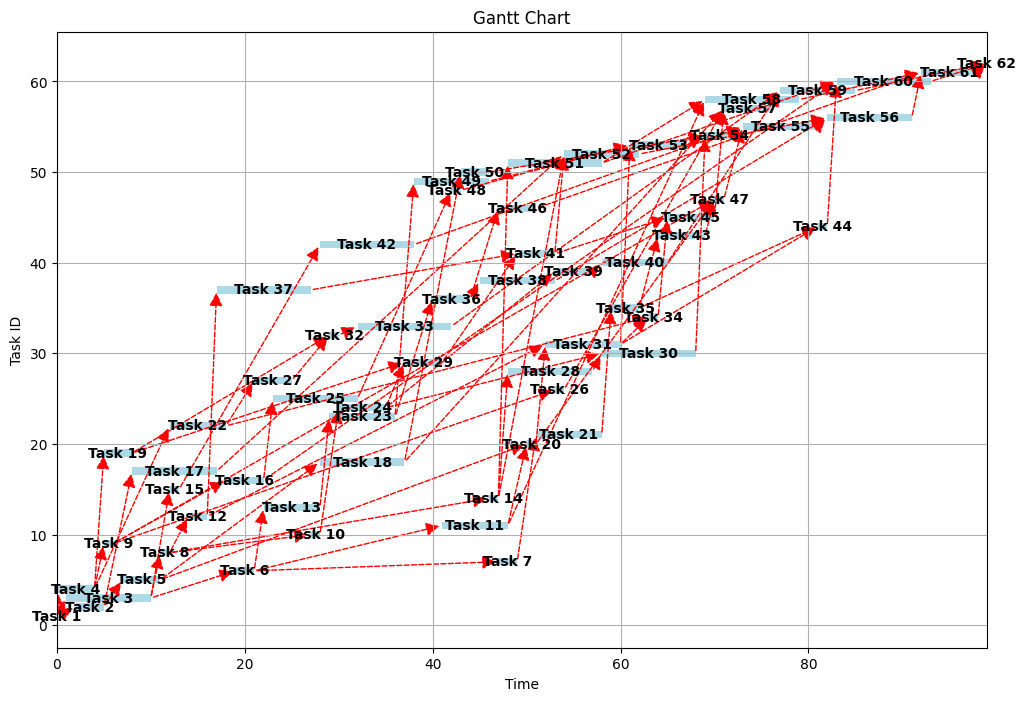 Gantt Chart
Task 62
Task 61
Task 60
Task 59
Task 58
Task 57
Task 56
Task 55
Task 54
Task 53
Task 52
Task 51
Task 50
Task 49
Task 48
Task 47
Task 46
Task 45
Task 44
Task 43
Task 42
Task 41
Task 40
Task 39
Task 38
Task 37
Task 36
Task 35
Task 34
Task 33
Task 32
Task 31
Task 30
Task 29
Task 28
Task 27
Task 26
Task 25
Task 24
Task 23
Task 22
Task 21
Task 20
Task 19
Task 18
Task 17
Task 16
Task 15
Task 14
Task 13
Task 12
Task 11
Task 10
Task 9
Task 8
Task 7
Task 6
Task 5
Task 4
Task 3
Task 2
Task 1
60
50
40
30
20
10
0
Task ID
0
20
40
60
80
Time